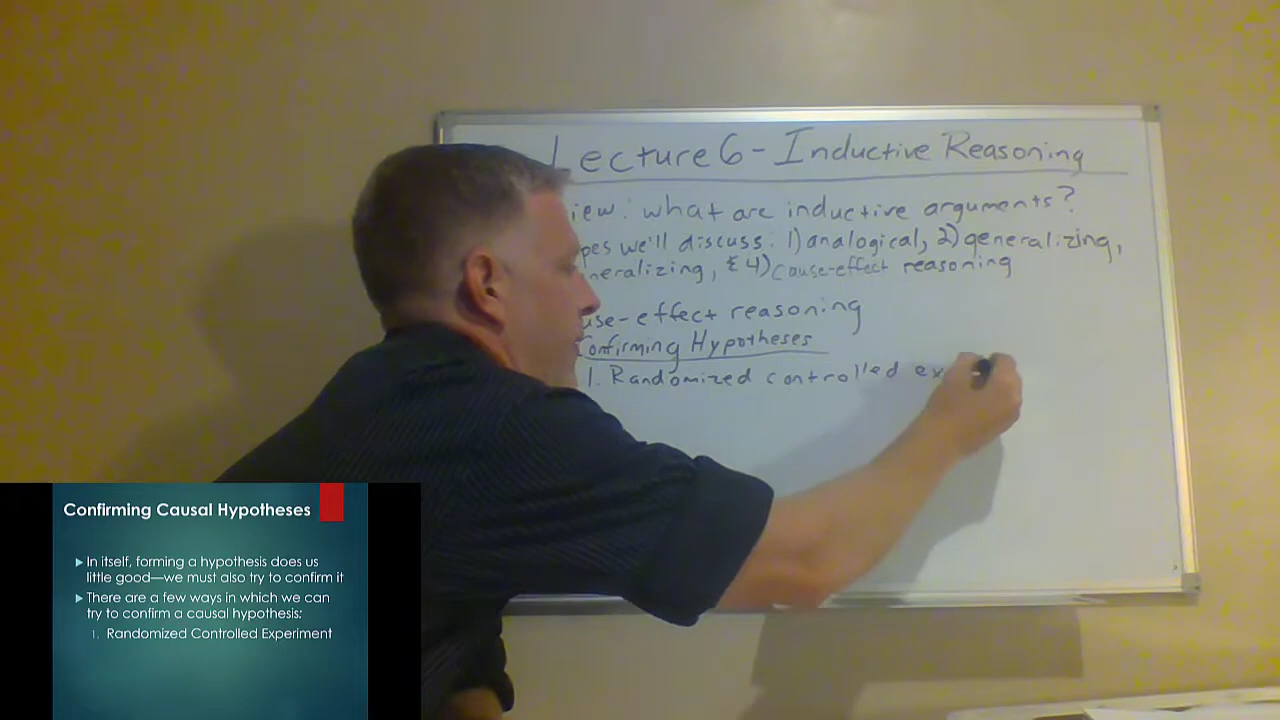 Lecture 6 - Inductive Reasoning
iew: what are inductive arguments?
pes we'll discuss: 1) analogical, 2) generalizing,
neralizing, & 4) cause-effect reasoning
use-effect reasoning
Confirming Hypotheses
1. Randomized controlled ex
Confirming Causal Hypotheses
In itself, forming a hypothesis does us
little good—we must also try to confirm it
There are a few ways in which we can
try to confirm a causal hypothesis:
1. Randomized Controlled Experiment